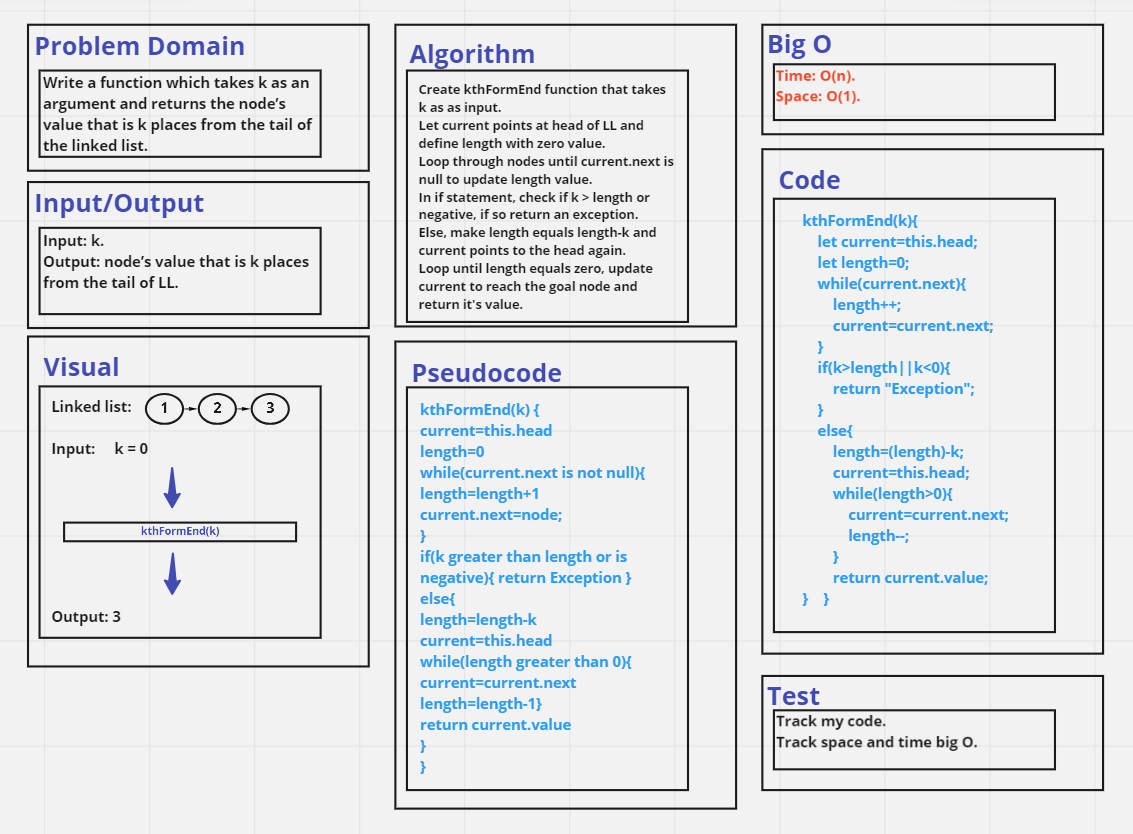 Problem Domain
Write a function which takes k as an
argument and returns the node’s
value that is k places from the tail of
the linked list.
Input/Output
Input: k.
Output: node’s value that is k places
from the tail of LL.
Visual
Linked list: 1 2 3
Input: k = 0
kthFormEnd(k)
Output: 3
Algorithm
Create kthFormEnd function that takes
k as as input.
Let current points at head of LL and
define length with zero value.
Loop through nodes until current.next is
null to update length value.
In if statement, check if k > length or
negative, if so return an exception.
Else, make length equals length-k and
current points to the head again.
Loop until length equals zero, update
current to reach the goal node and
return it's value.
Pseudocode
kthFormEnd(k) {
current=this.head
length=0
while(current.next is not null){
length=length+1
current.next=node;
}
if(k greater than length or is
negative){ return Exception }
else{
length=length-k
current=this.head
while(length greater than 0){
current=current.next
length=length-1}
return current.value
}
}
Big O
Time: O(n).
Space: O(1).
Code
kthFormEnd(k){
let current=this.head;
let length=0;
while(current.next){
length++;
current=current.next;
}
if(k>length||k<0){
return "Exception";
}
else{
length=(length)-k;
current=this.head;
while(length>0){
current=current.next;
length--;
}
return current.value;
} }
Test
Track my code.
Track space and time big O.